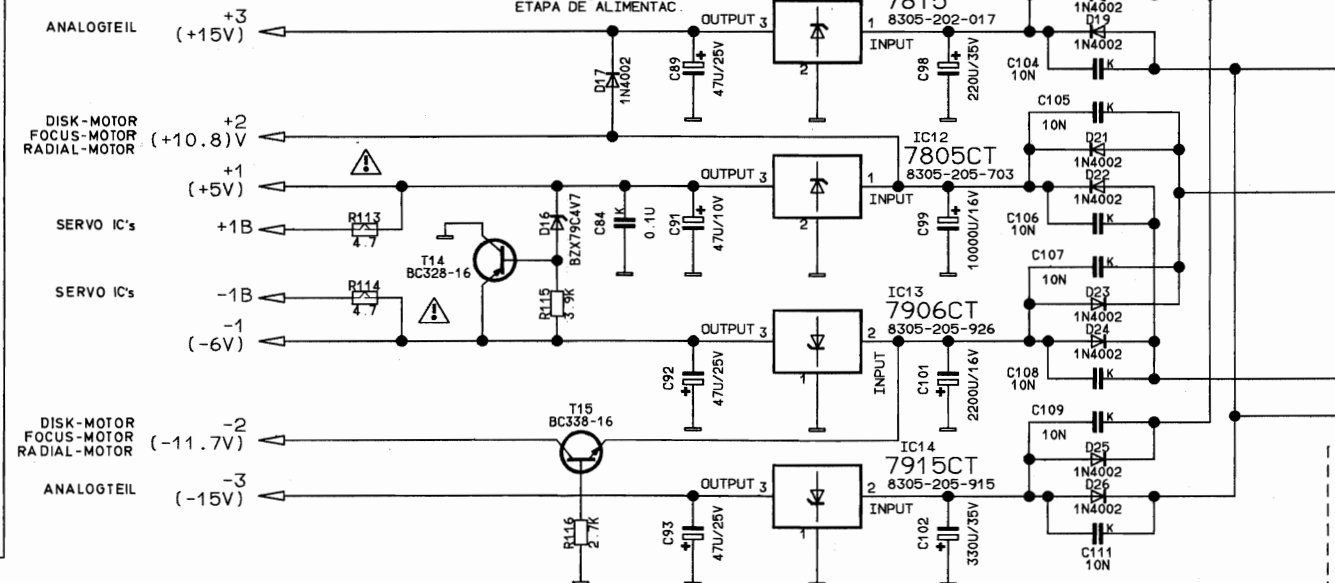 ETAPA DE ALIMENTAC.
7815
8305-202-017
1N4002
D19
1N4002
ANALOGTEIL
+3
(+15V)
OUTPUT 3
1
INPUT
2
D17
1N4002
C89
47U/25V
C98
220U/35V
C104
10N
K
DISK-MOTOR
FOCUS-MOTOR
RADIAL-MOTOR
+2
(+10.8)V
C105
10N
K
IC12
7805CT
8305-205-703
D21
1N4002
D22
1N4002
+1
(+5V)
OUTPUT 3
1
INPUT
2
SERVO IC's
+1B
R113
4.7
D16
BZX79C4V7
C84
K
0.1U
C91
47U/10V
C99
10000U/16V
C106
10N
K
T14
BC328-16
C107
10N
K
SERVO IC's
-1B
R114
4.7
R115
3.9K
IC13
7906CT
8305-205-926
D23
1N4002
D24
1N4002
-1
(-6V)
OUTPUT 3
2
INPUT
1
C92
47U/25V
C101
2200U/16V
C108
10N
K
DISK-MOTOR
FOCUS-MOTOR
RADIAL-MOTOR
-2
(-11.7V)
T15
BC338-16
C109
10N
K
IC14
7915CT
8305-205-915
D25
1N4002
D26
1N4002
ANALOGTEIL
-3
(-15V)
OUTPUT 3
2
INPUT
1
R116
2.7K
C93
47U/25V
C102
330U/35V
C111
10N
K